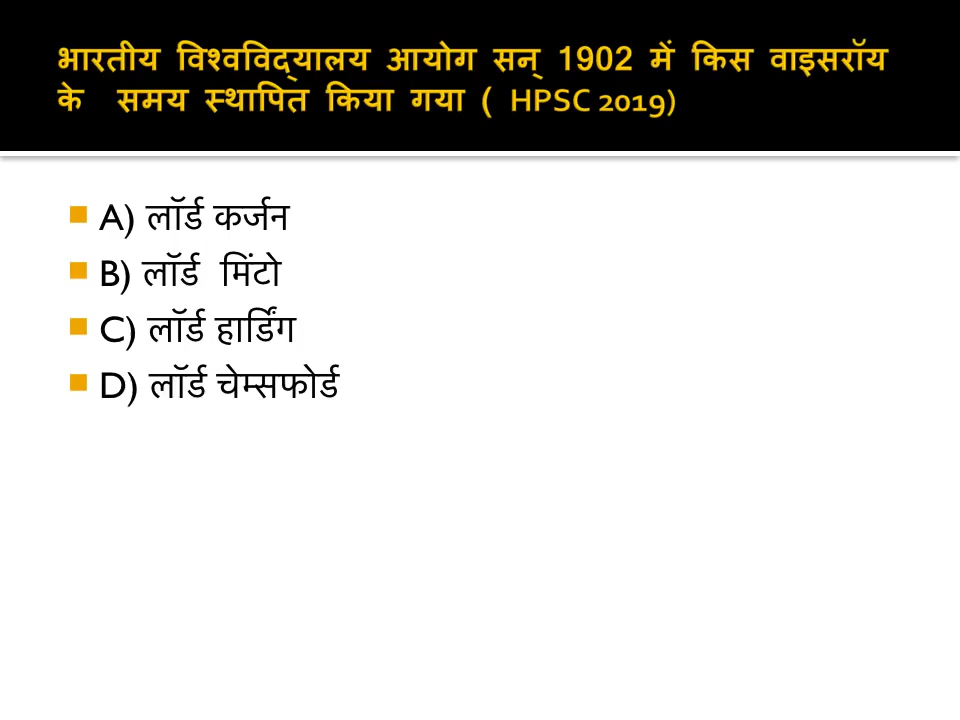 भारतीय विश्वविद्यालय आयोग सन् 1902 में किस वाइसरॉय
के समय स्थापित किया गया ( HPSC 2019)
A) लॉर्ड कर्जन
B) लॉर्ड मिंटो
C) लॉर्ड हार्डिंग
D) लॉर्ड चेम्सफोर्ड